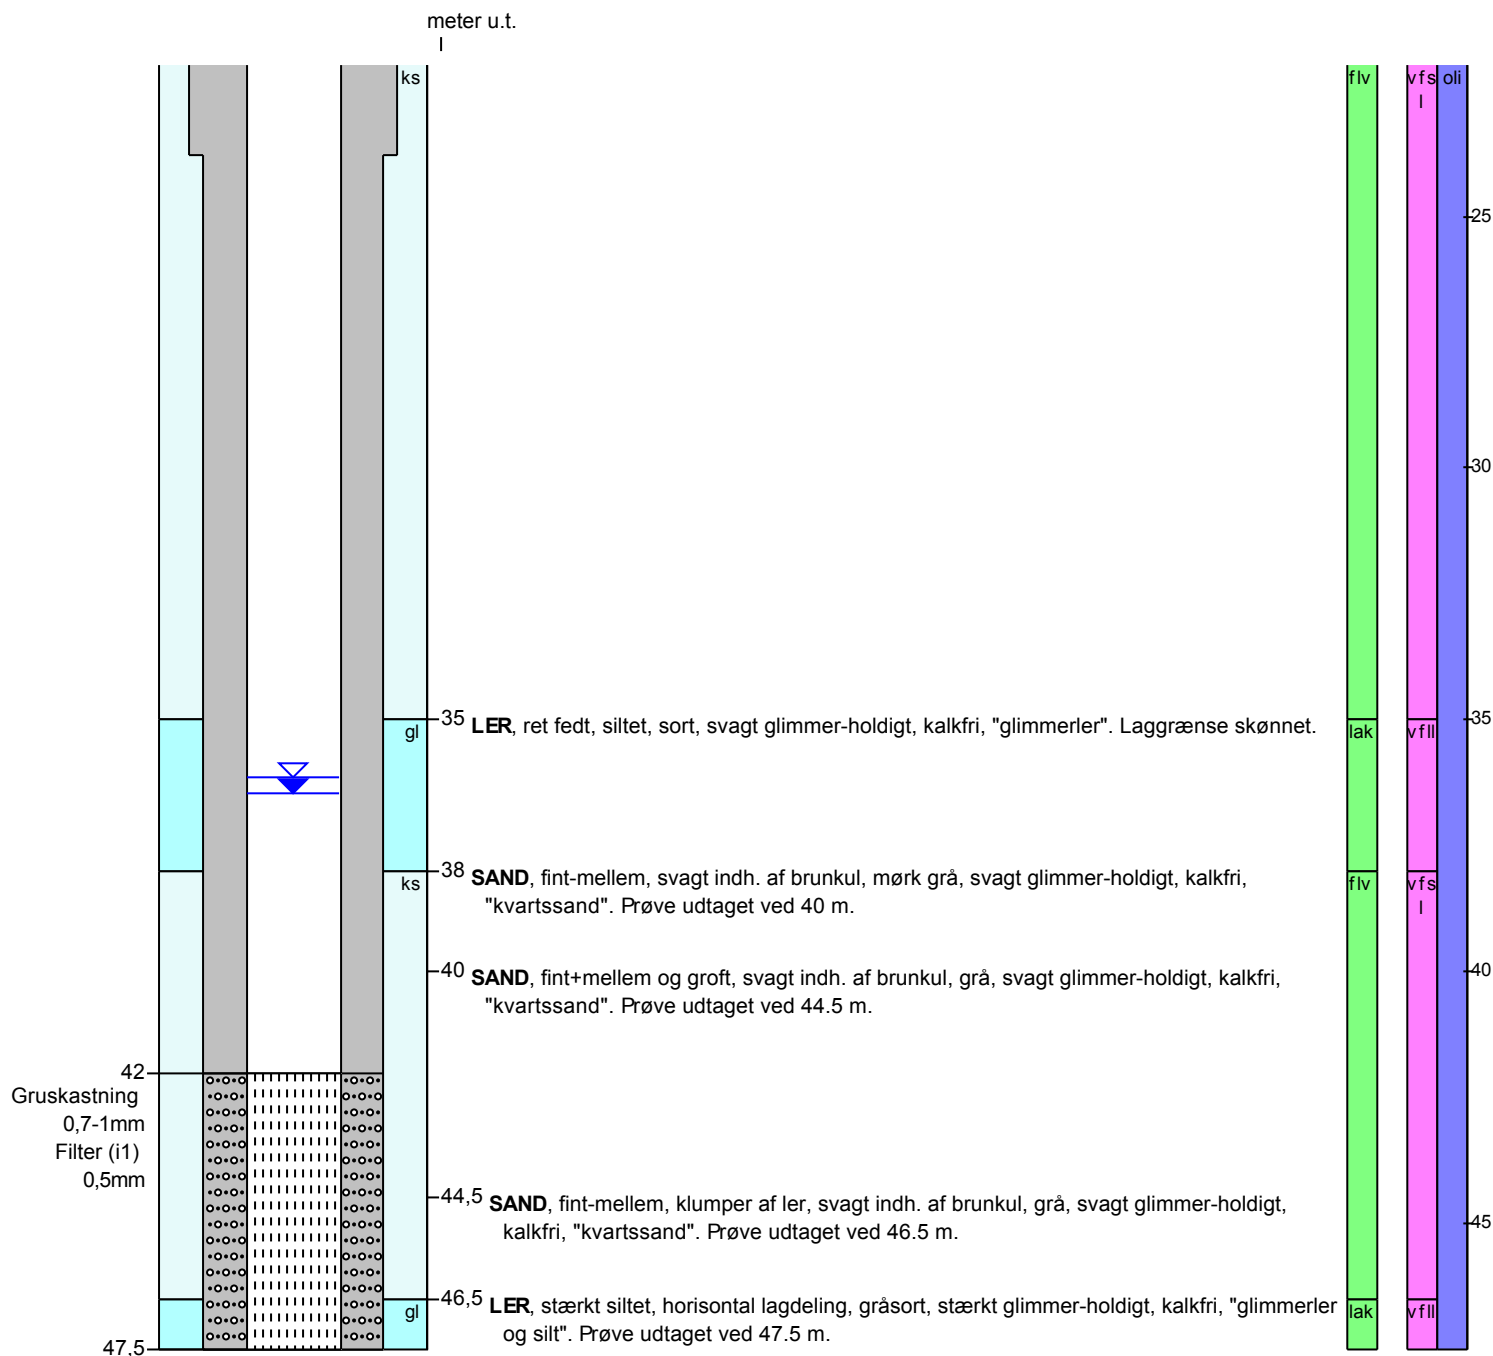 meter u.t.
ks
flv
vfs
l
oli
25
30
35
gl
LER, ret fedt, siltet, sort, svagt glimmer-holdigt, kalkfri, "glimmerler". Laggrænse skønnet.
lak
vfll
35
38
ks
SAND, fint-mellem, svagt indh. af brunkul, mørk grå, svagt glimmer-holdigt, kalkfri,
"kvartssand". Prøve udtaget ved 40 m.
flv
vfs
l
40
SAND, fint+mellem og groft, svagt indh. af brunkul, grå, svagt glimmer-holdigt, kalkfri,
"kvartssand". Prøve udtaget ved 44.5 m.
40
42
Gruskastning
0,7-1mm
Filter (i1)
0,5mm
44,5
SAND, fint-mellem, klumper af ler, svagt indh. af brunkul, grå, svagt glimmer-holdigt,
kalkfri, "kvartssand". Prøve udtaget ved 46.5 m.
45
46,5
gl
LER, stærkt siltet, horisontal lagdeling, gråsort, stærkt glimmer-holdigt, kalkfri, "glimmerler
og silt". Prøve udtaget ved 47.5 m.
lak
vfll
47,5